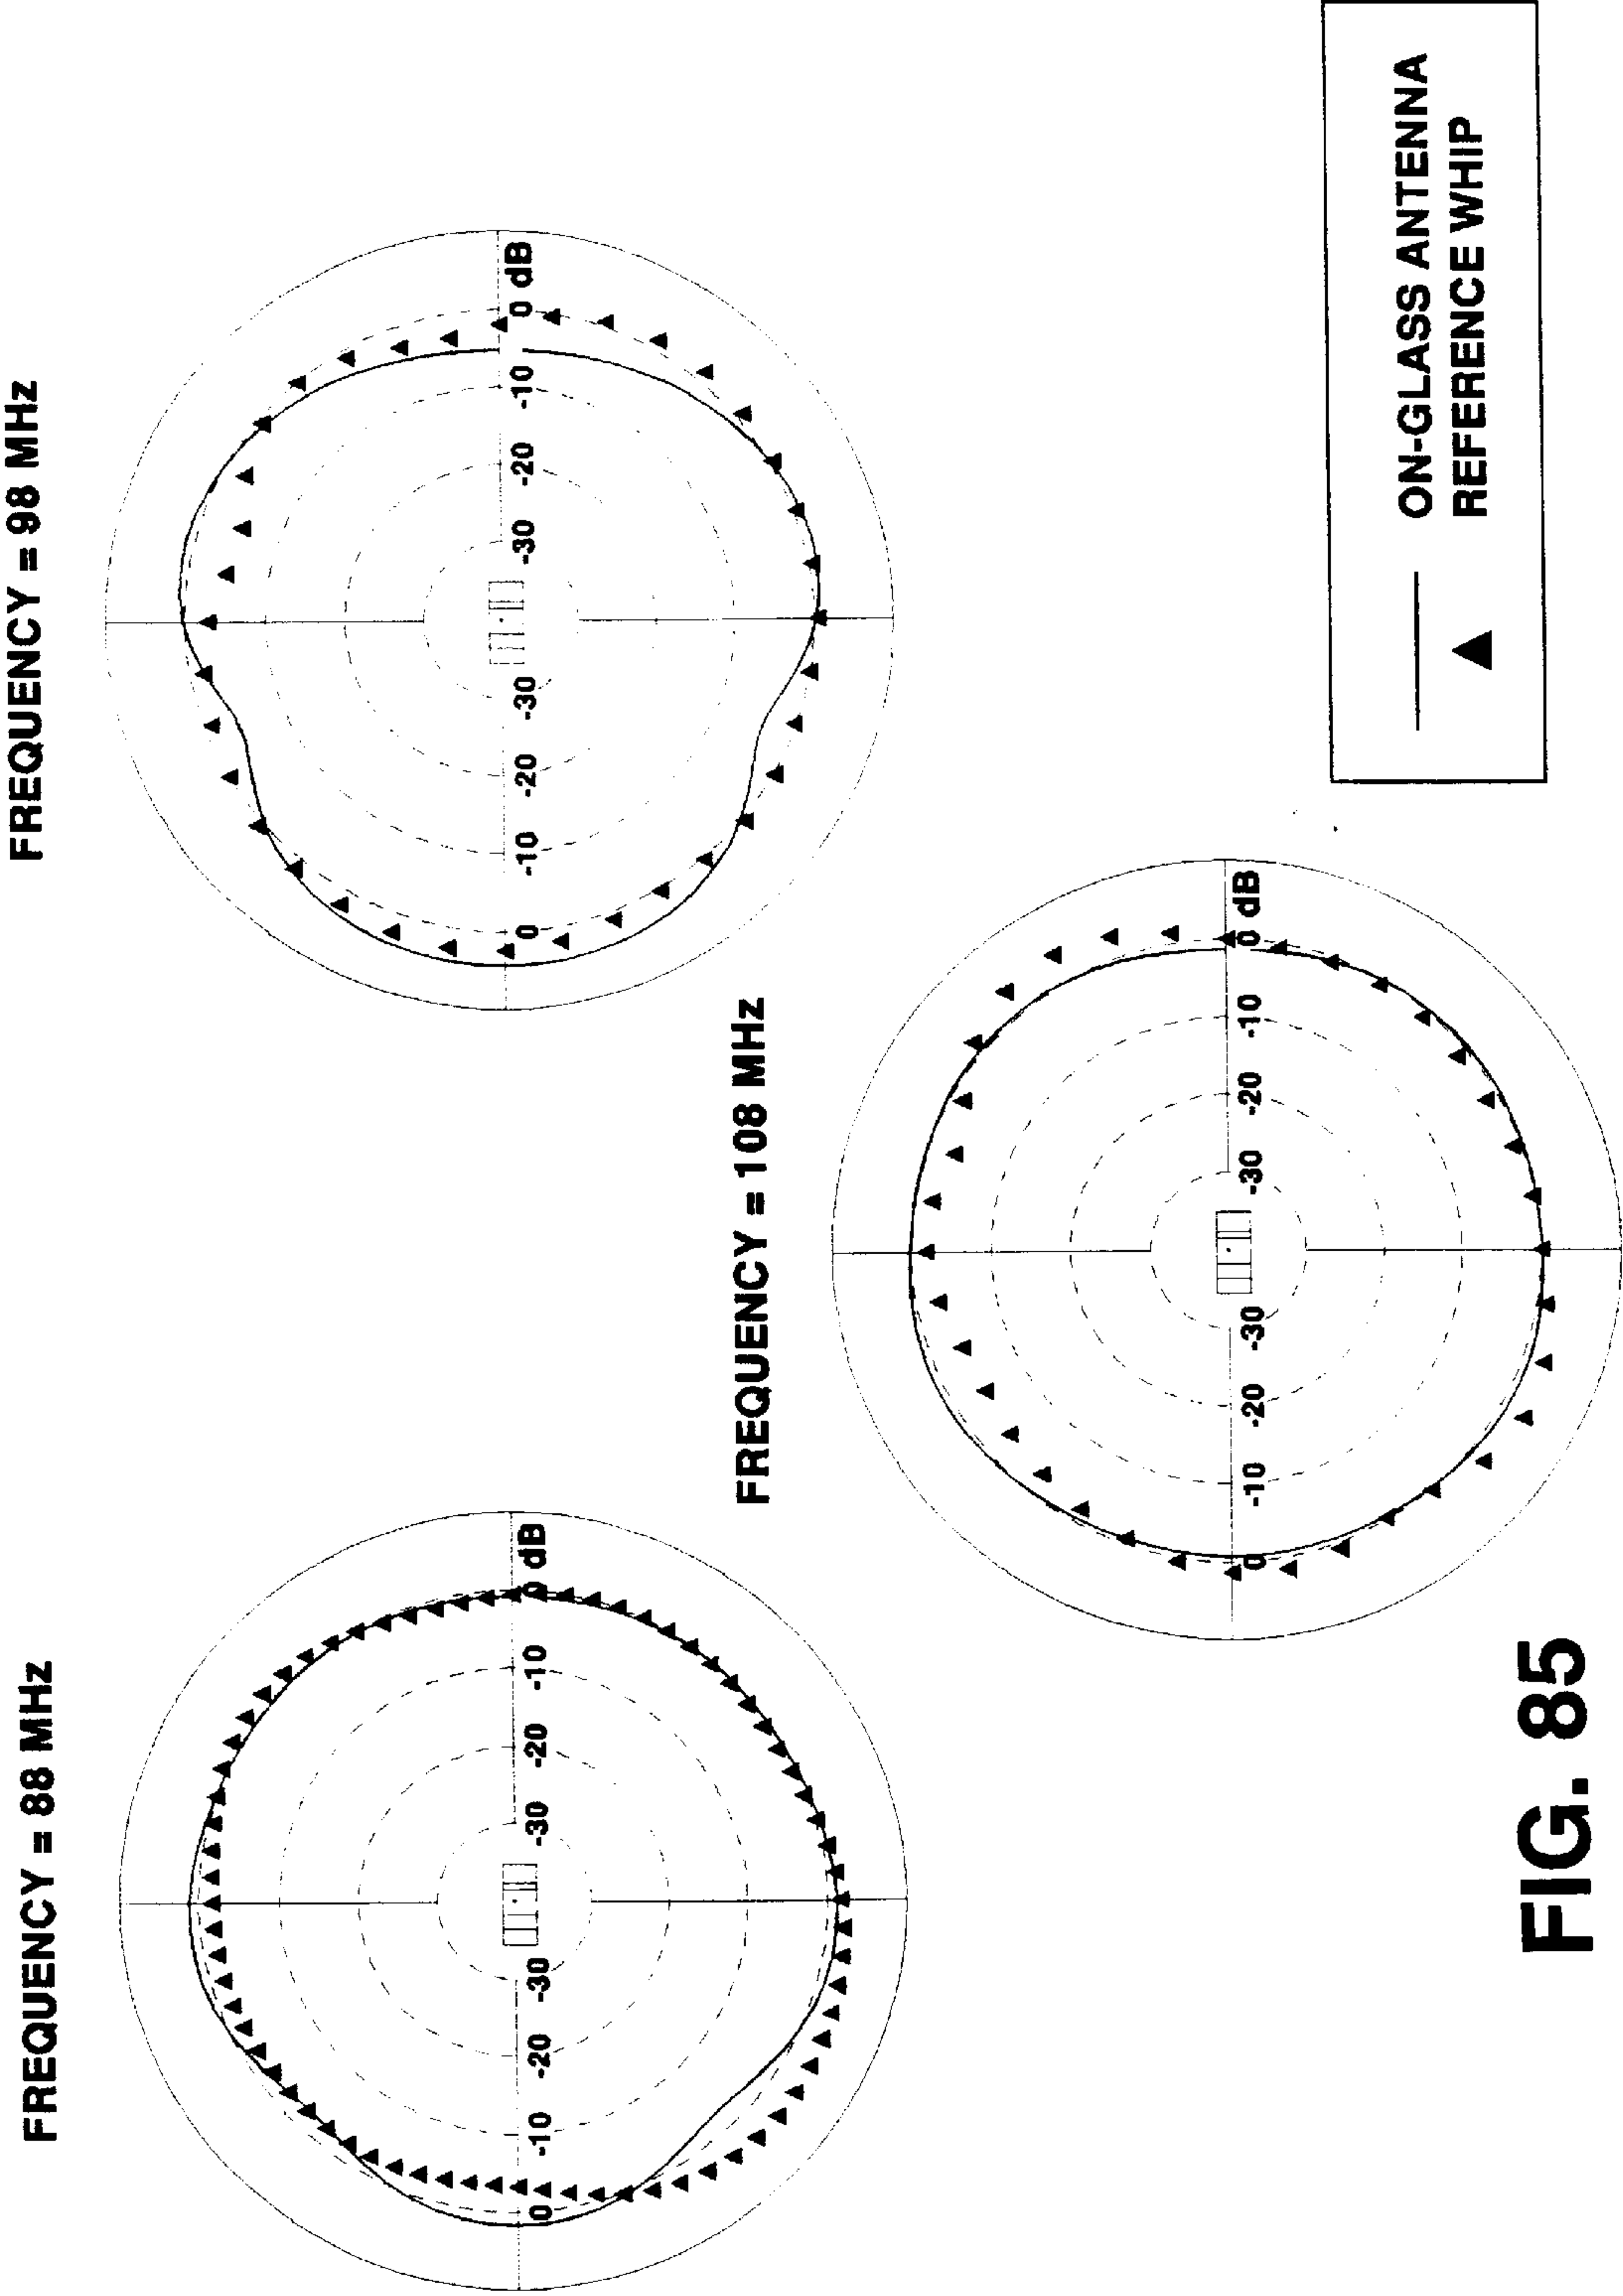 FREQUENCY = 88 MHz
0 -10 -20 -30 -30 -20 -10 0 dB
FREQUENCY = 98 MHz
0 -10 -20 -30 -30 -20 -10 0 dB
FREQUENCY = 108 MHz
0 -10 -20 -30 -30 -20 -10 0 dB
ON-GLASS ANTENNA
REFERENCE WHIP
FIG. 85